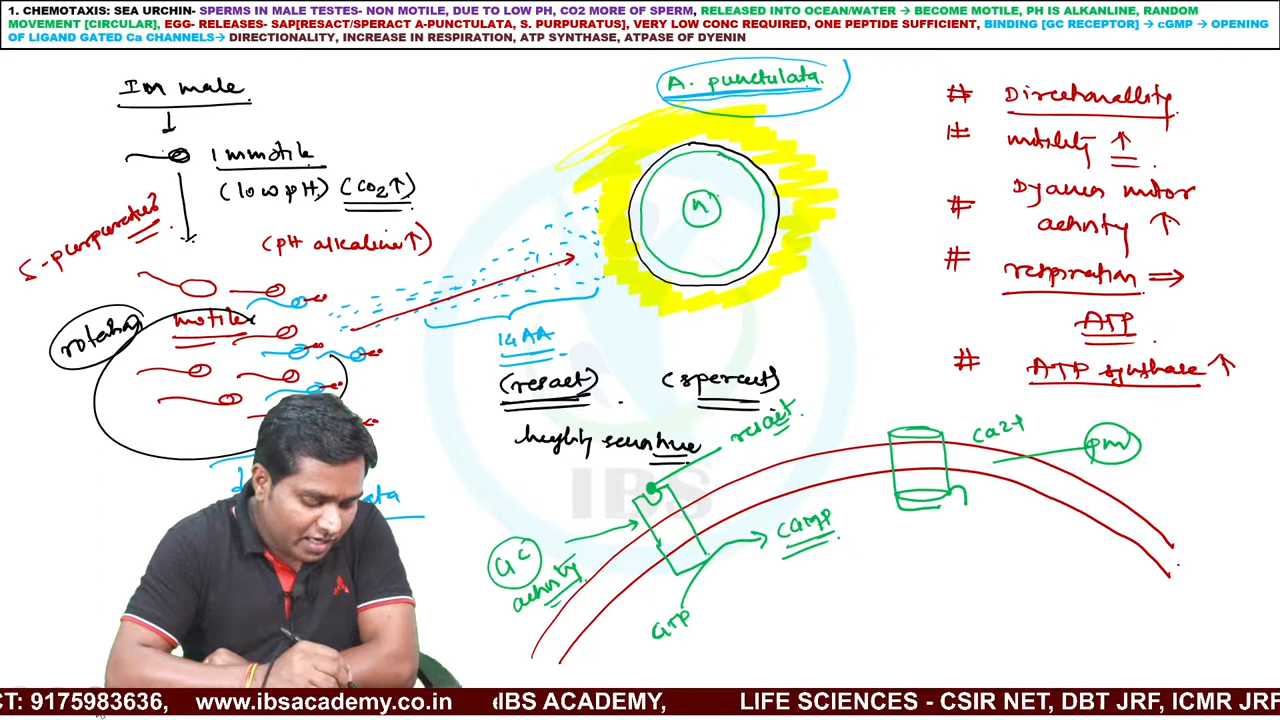 1. CHEMOTAXIS: SEA URCHIN- SPERMS IN MALE TESTES- NON MOTILE, DUE TO LOW PH, CO2 MORE OF SPERM, RELEASED INTO OCEAN/WATER → BECOME MOTILE, PH IS ALKANLINE, RANDOM
MOVEMENT [CIRCULAR], EGG- RELEASES- SAP[RESACT/SPERACT A-PUNCTULATA, S. PURPURATUS], VERY LOW CONC REQUIRED, ONE PEPTIDE SUFFICIENT, BINDING [GC RECEPTOR] → cGMP → OPENING
OF LIGAND GATED Ca CHANNELS→ DIRECTIONALITY, INCREASE IN RESPIRATION, ATP SYNTHASE, ATPASE OF DYENIN
In male
Immotile
(low pH) (CO2↑)
S-purpuratus
(pH alkaline↑)
motile
rotating
A. punctulata
n
14AA
(resact) (speract)
highly sensitive
resact
GC
activity
GTP
cGMP
Ca2+
pm
# Directionallity
# motility ↑
# Dyanin motor
activity ↑
# respiration ⇒
ATP
# ATP synthase ↑
IBS
CT: 9175983636, www.ibsacademy.co.in IBS ACADEMY, LIFE SCIENCES - CSIR NET, DBT JRF, ICMR JRF